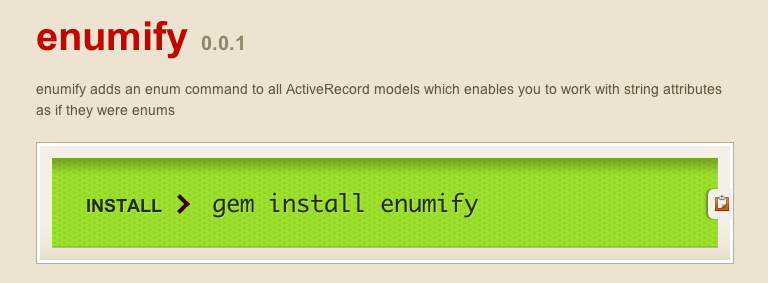 enumify 0.0.1
enumify adds an enum command to all ActiveRecord models which enables you to work with string attributes
as if they were enums
INSTALL gem install enumify